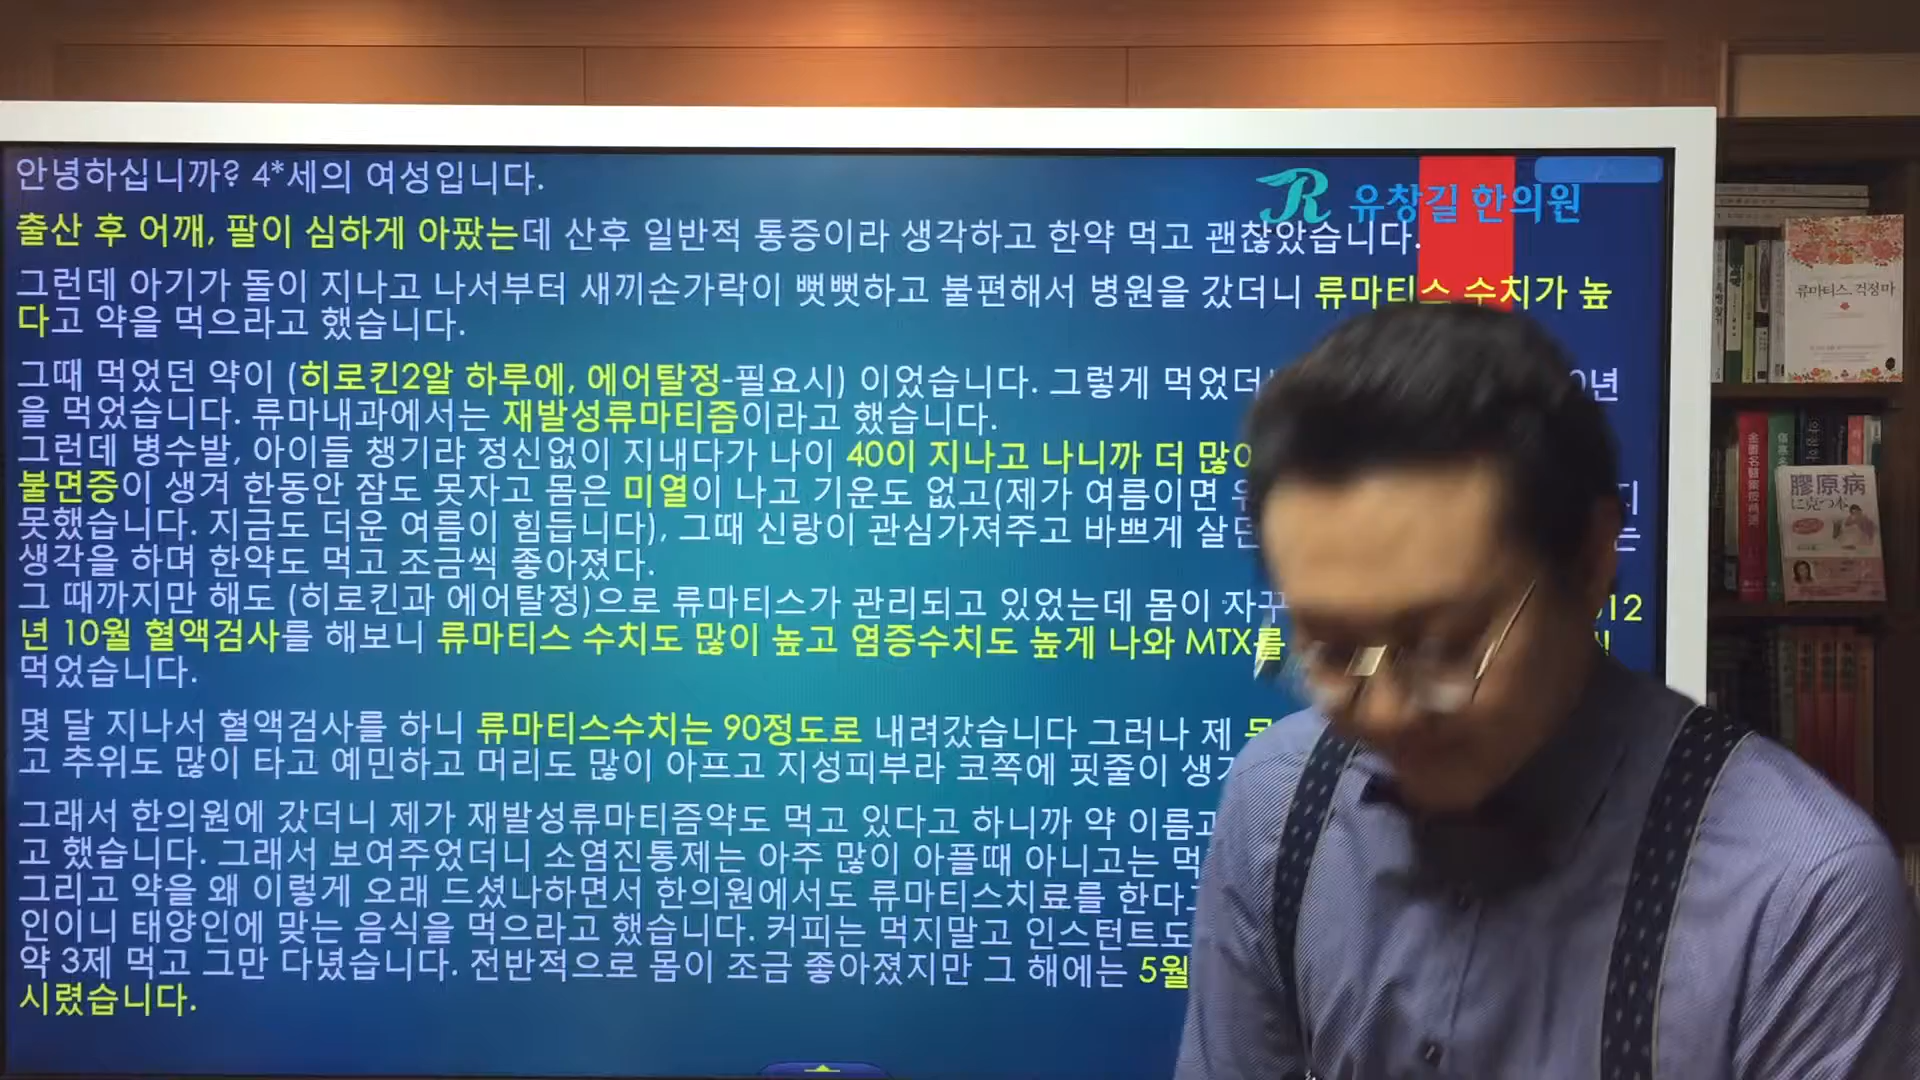 안녕하십니까? 4*세의 여성입니다.
유창길 한의원
출산 후 어깨, 팔이 심하게 아팠는데 산후 일반적 통증이라 생각하고 한약 먹고 괜찮았습니다.
그런데 아기가 돌이 지나고 나서부터 새끼손가락이 뻣뻣하고 불편해서 병원을 갔더니 류마티스 수치가 높
다고 약을 먹으라고 했습니다.
그때 먹었던 약이 (히로킨2알 하루에, 에어탈정-필요시) 이었습니다. 그렇게 먹었더 년
을 먹었습니다. 류마내과에서는 재발성류마티즘이라고 했습니다.
그런데 병수발, 아이들 챙기랴 정신없이 지내다가 나이 40이 지나고 나니까 더 많
불면증이 생겨 한동안 잠도 못자고 몸은 미열이 나고 기운도 없고(제가 여름이면 지
못했습니다. 지금도 더운 여름이 힘듭니다), 그때 신랑이 관심가져주고 바쁘게 살던 는
생각을 하며 한약도 먹고 조금씩 좋아졌다.
그 때까지만 해도 (히로킨과 에어탈정)으로 류마티스가 관리되고 있었는데 몸이 자꾸 012
년 10월 혈액검사를 해보니 류마티스 수치도 많이 높고 염증수치도 높게 나와 MTX를
먹었습니다.
몇 달 지나서 혈액검사를 하니 류마티스수치는 90정도로 내려갔습니다 그러나 제
고 추위도 많이 타고 예민하고 머리도 많이 아프고 지성피부라 코쪽에 핏줄이 생기
그래서 한의원에 갔더니 제가 재발성류마티즘약도 먹고 있다고 하니까 약 이름
고 했습니다. 그래서 보여주었더니 소염진통제는 아주 많이 아플때 아니고는 먹
그리고 약을 왜 이렇게 오래 드셨나하면서 한의원에서도 류마티스치료를 한다
인이니 태양인에 맞는 음식을 먹으라고 했습니다. 커피는 먹지말고 인스턴트도
약 3제 먹고 그만 다녔습니다. 전반적으로 몸이 조금 좋아졌지만 그 해에는 5월
시렸습니다.
류마티스, 걱정마
膠原病
に克つ本